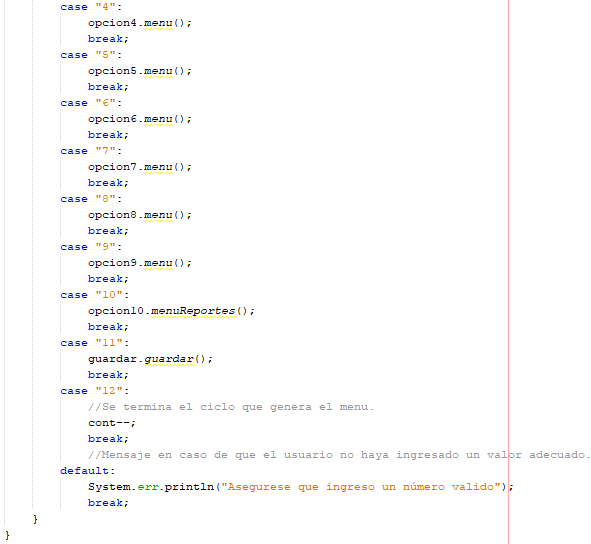 case "4":
opcion4.menu();
break;
case "5":
opcion5.menu();
break;
case "6":
opcion6.menu();
break;
case "7":
opcion7.menu();
break;
case "8":
opcion8.menu();
break;
case "9":
opcion9.menu();
break;
case "10":
opcion10.menuReportes();
break;
case "11":
guardar.guardar();
break;
case "12":
//Se termina el ciclo que genera el menu.
cont--;
break;
//Mensaje en caso de que el usuario no haya ingresado un valor adecuado.
default:
System.err.println("Asegurese que ingreso un número valido");
break;
}
}